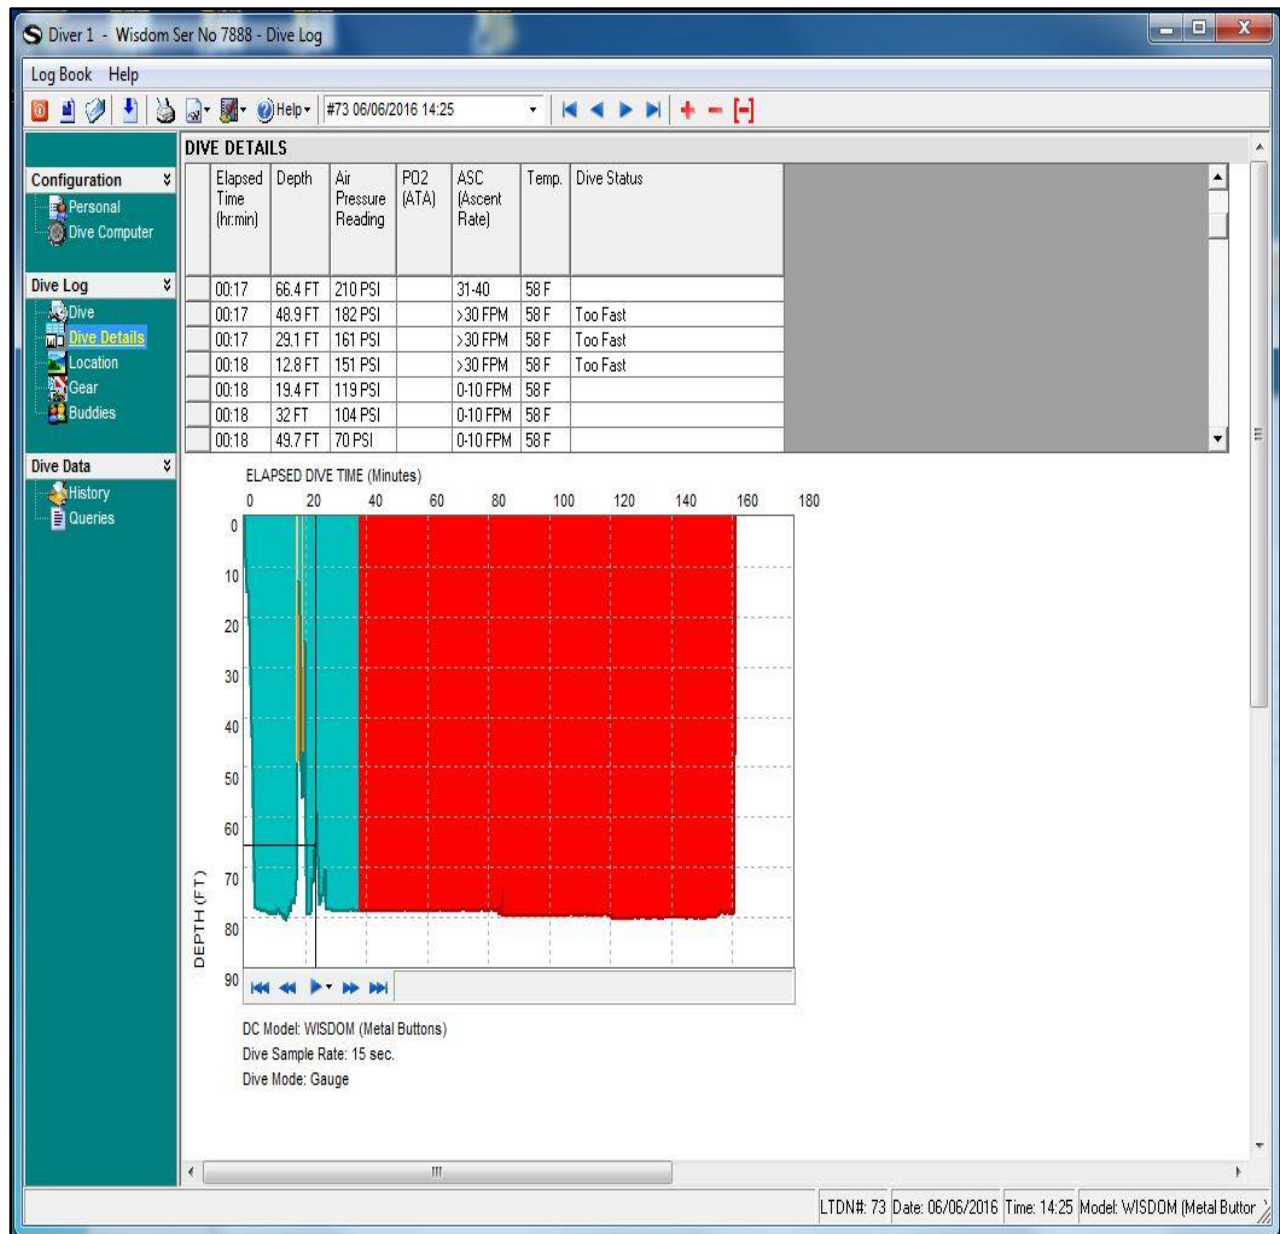 Diver 1 - Wisdom Ser No 7888 - Dive Log
Log Book Help
Help #73 06/06/2016 14:25
DIVE DETAILS
Configuration
Personal
Dive Computer
Dive Log
Dive
Dive Details
Location
Gear
Buddies
Dive Data
History
Queries
Elapsed Time (hr:min) Depth Air Pressure Reading PO2 (ATA) ASC (Ascent Rate) Temp. Dive Status
00:17 66.4 FT 210 PSI 31-40 58 F
00:17 48.9 FT 182 PSI >30 FPM 58 F Too Fast
00:17 29.1 FT 161 PSI >30 FPM 58 F Too Fast
00:18 12.8 FT 151 PSI >30 FPM 58 F Too Fast
00:18 19.4 FT 119 PSI 0-10 FPM 58 F
00:18 32 FT 104 PSI 0-10 FPM 58 F
00:18 49.7 FT 70 PSI 0-10 FPM 58 F
ELAPSED DIVE TIME (Minutes)
0 20 40 60 80 100 120 140 160 180
0
10
20
30
40
50
60
70
80
90
DEPTH (FT)
DC Model: WISDOM (Metal Buttons)
Dive Sample Rate: 15 sec.
Dive Mode: Gauge
LTDN#: 73 Date: 06/06/2016 Time: 14:25 Model: WISDOM (Metal Buttor